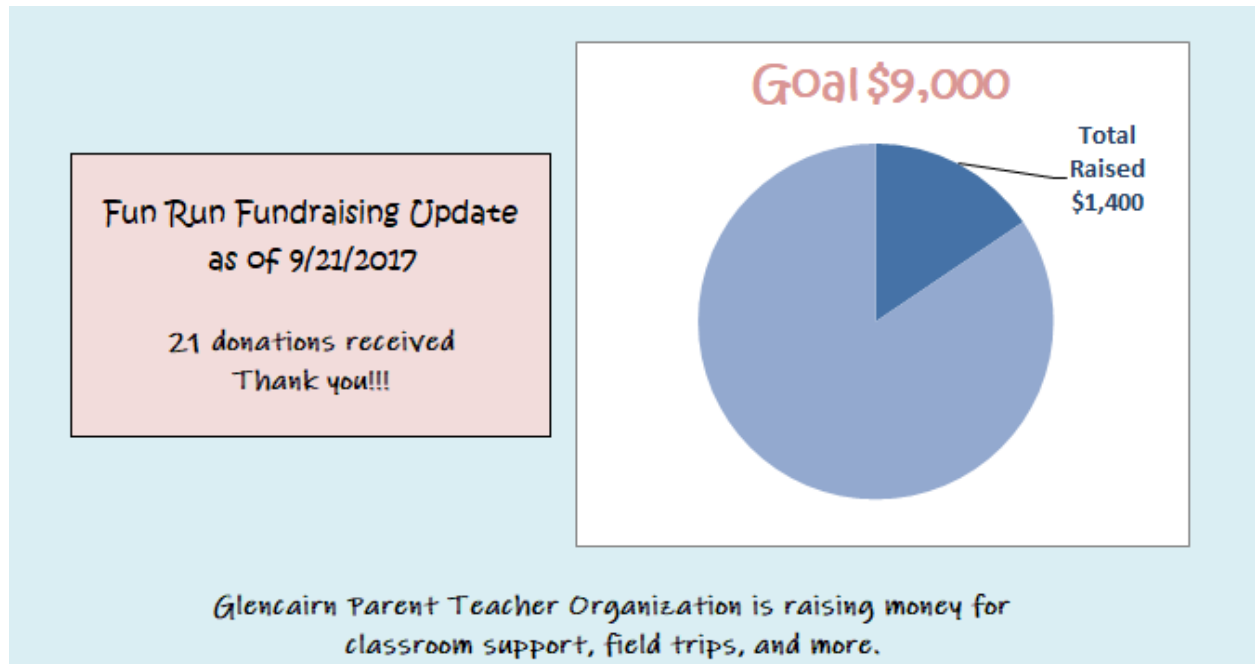 Goal $9,000
Total
Raised
$1,400
Fun Run Fundraising Update
as of 9/21/2017
21 donations received
Thank you!!!
Glencairn Parent Teacher Organization is raising money for
classroom support, field trips, and more.